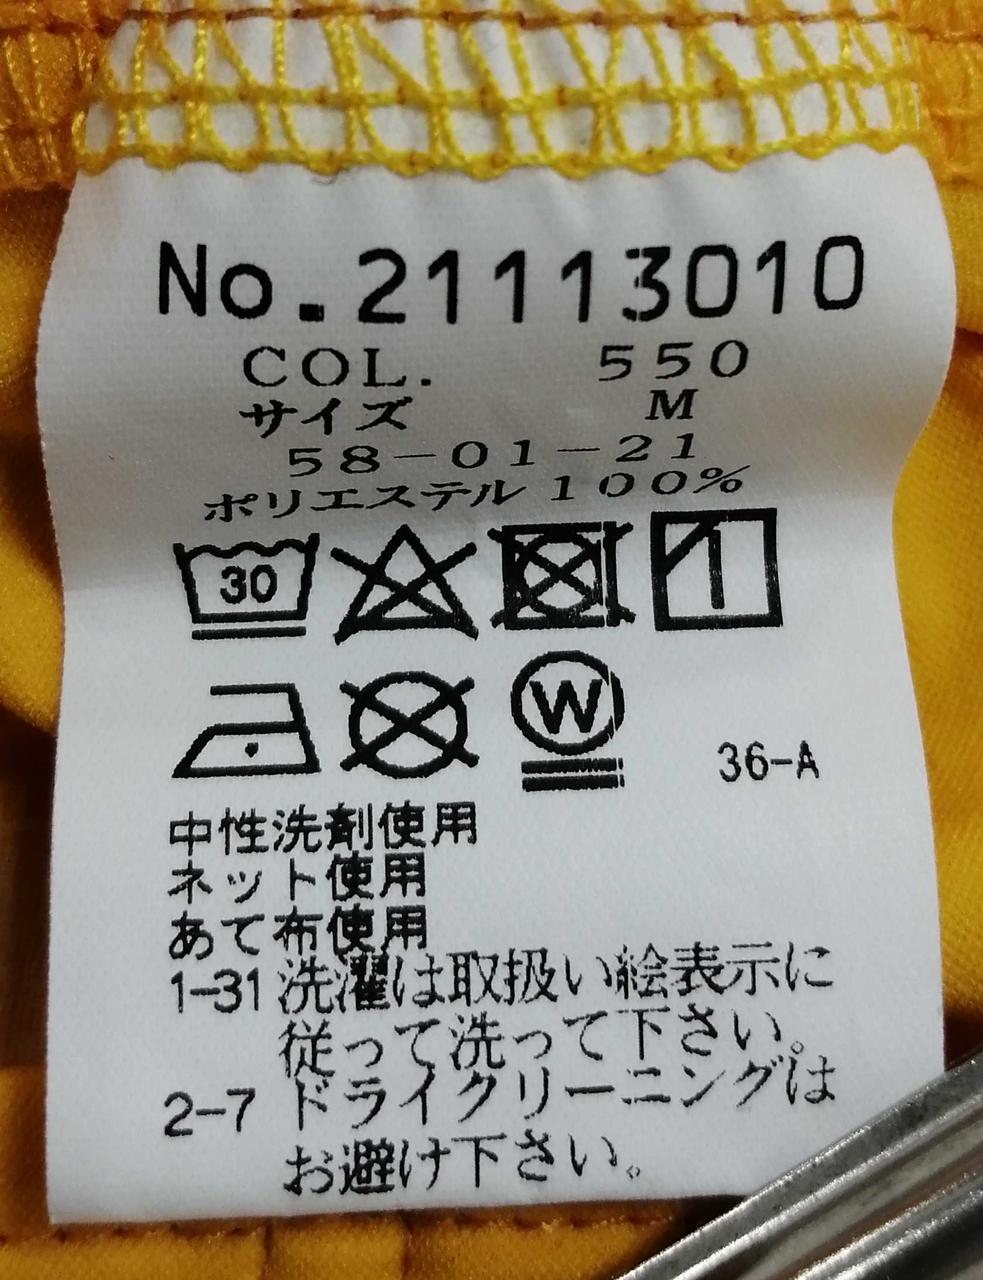 No.21113010
COL. 550
サイズ M
58-01-21
ポリエステル 100%
30
W
36-A
中性洗剤使用
ネット使用
あて布使用
1-31 洗濯は取扱い絵表示に
従って洗って下さい。
2-7 ドライクリーニングは
お避け下さい。